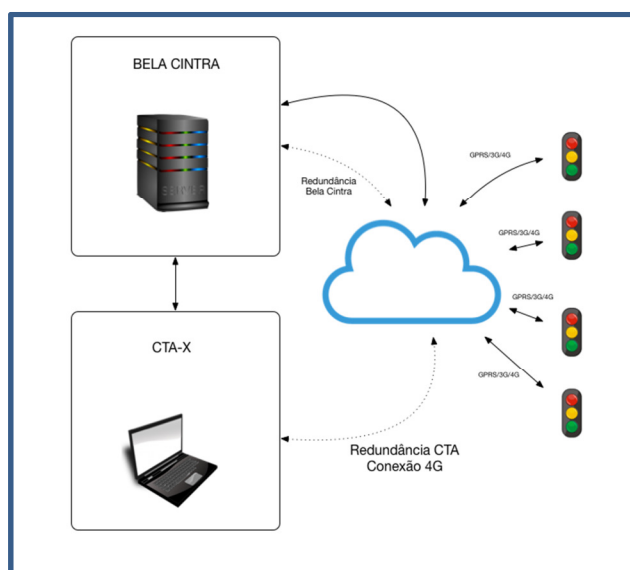 BELA CINTRA
Redundância
Bela Cintra
GPRS/3G/4G
GPRS/3G/4G
GPRS/3G/4G
GPRS/3G/4G
CTA-X
Redundância CTA
Conexão 4G